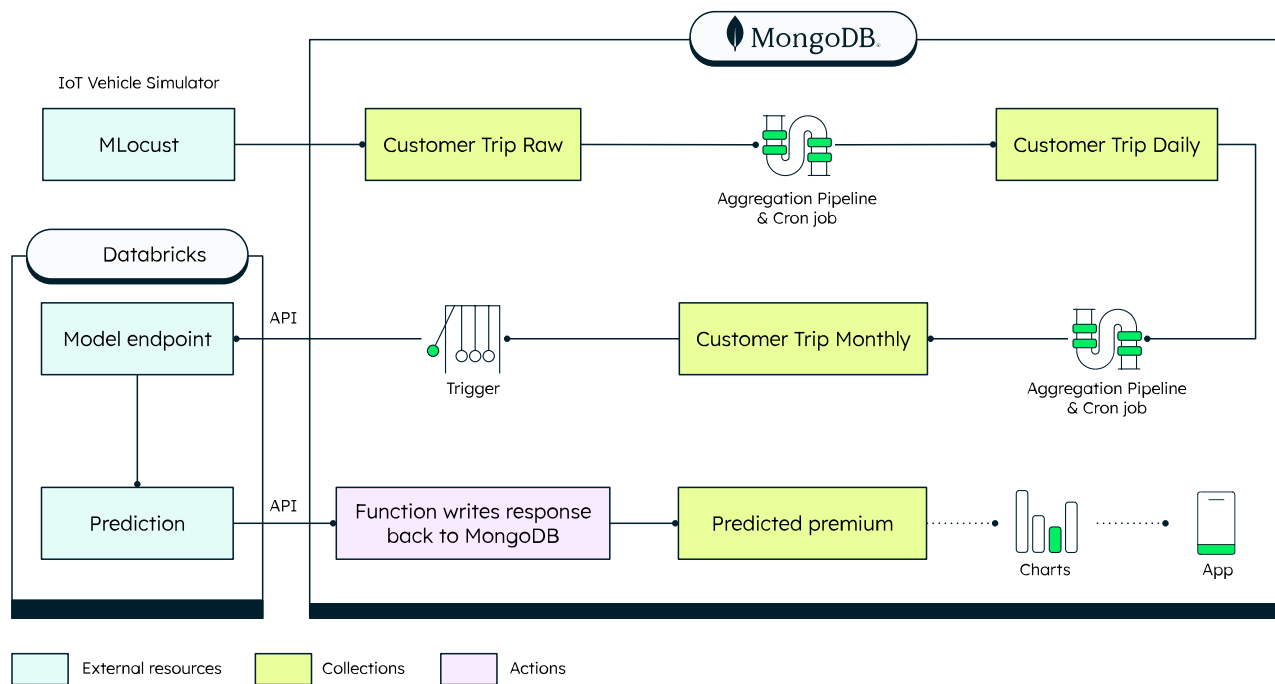 MongoDB
IoT Vehicle Simulator
MLocust
Customer Trip Raw
Aggregation Pipeline
& Cron job
Customer Trip Daily
Databricks
Model endpoint
API
Trigger
Customer Trip Monthly
Aggregation Pipeline
& Cron job
Prediction
API
Function writes response
back to MongoDB
Predicted premium
Charts
App
External resources
Collections
Actions